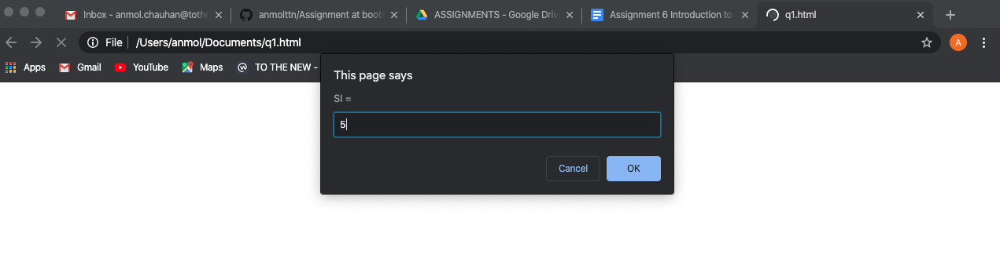 Inbox - anmol.chauhan@tothe
anmolttn/Assignment at boots
ASSIGNMENTS - Google Drive
Assignment 6 Introduction to
q1.html
File | /Users/anmol/Documents/q1.html
A
Apps
Gmail
YouTube
Maps
TO THE NEW -
This page says
SI =
5
Cancel
OK